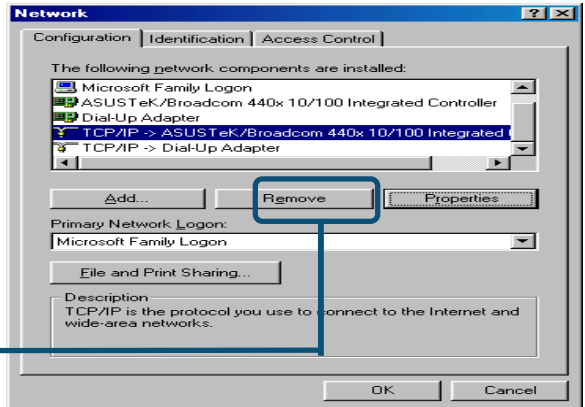 Network
Configuration Identification Access Control
The following network components are installed:
Microsoft Family Logon
ASUSTeK/Broadcom 440x 10/100 Integrated Controller
Dial-Up Adapter
TCP/IP -> ASUSTeK/Broadcom 440x 10/100 Integrated
TCP/IP -> Dial-Up Adapter
Add... Remove Properties
Primary Network Logon:
Microsoft Family Logon
File and Print Sharing...
Description
TCP/IP is the protocol you use to connect to the Internet and
wide-area networks.
OK Cancel